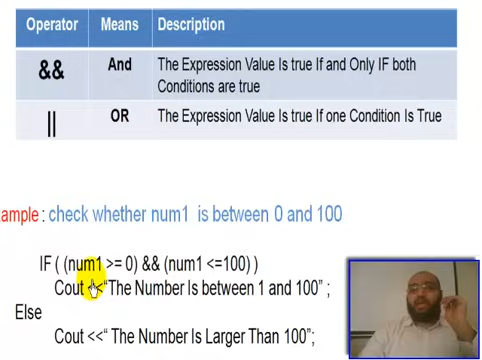 Operator Means Description
&& And The Expression Value Is true If and Only IF both
Conditions are true
|| OR The Expression Value Is true If one Condition Is True
xample : check whether num1 is between 0 and 100
IF ( (num1 >= 0) && (num1 <=100) )
Cout <<“The Number Is between 1 and 100” ;
Else
Cout <<“ The Number Is Larger Than 100”;